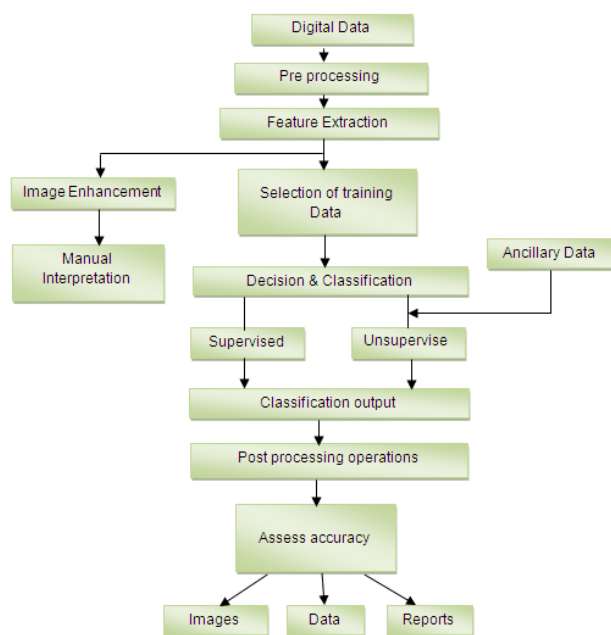 Digital Data
Pre processing
Feature Extraction
Image Enhancement
Selection of training
Data
Manual
Interpretation
Ancillary Data
Decision & Classification
Supervised
Unsupervise
Classification output
Post processing operations
Assess accuracy
Images
Data
Reports